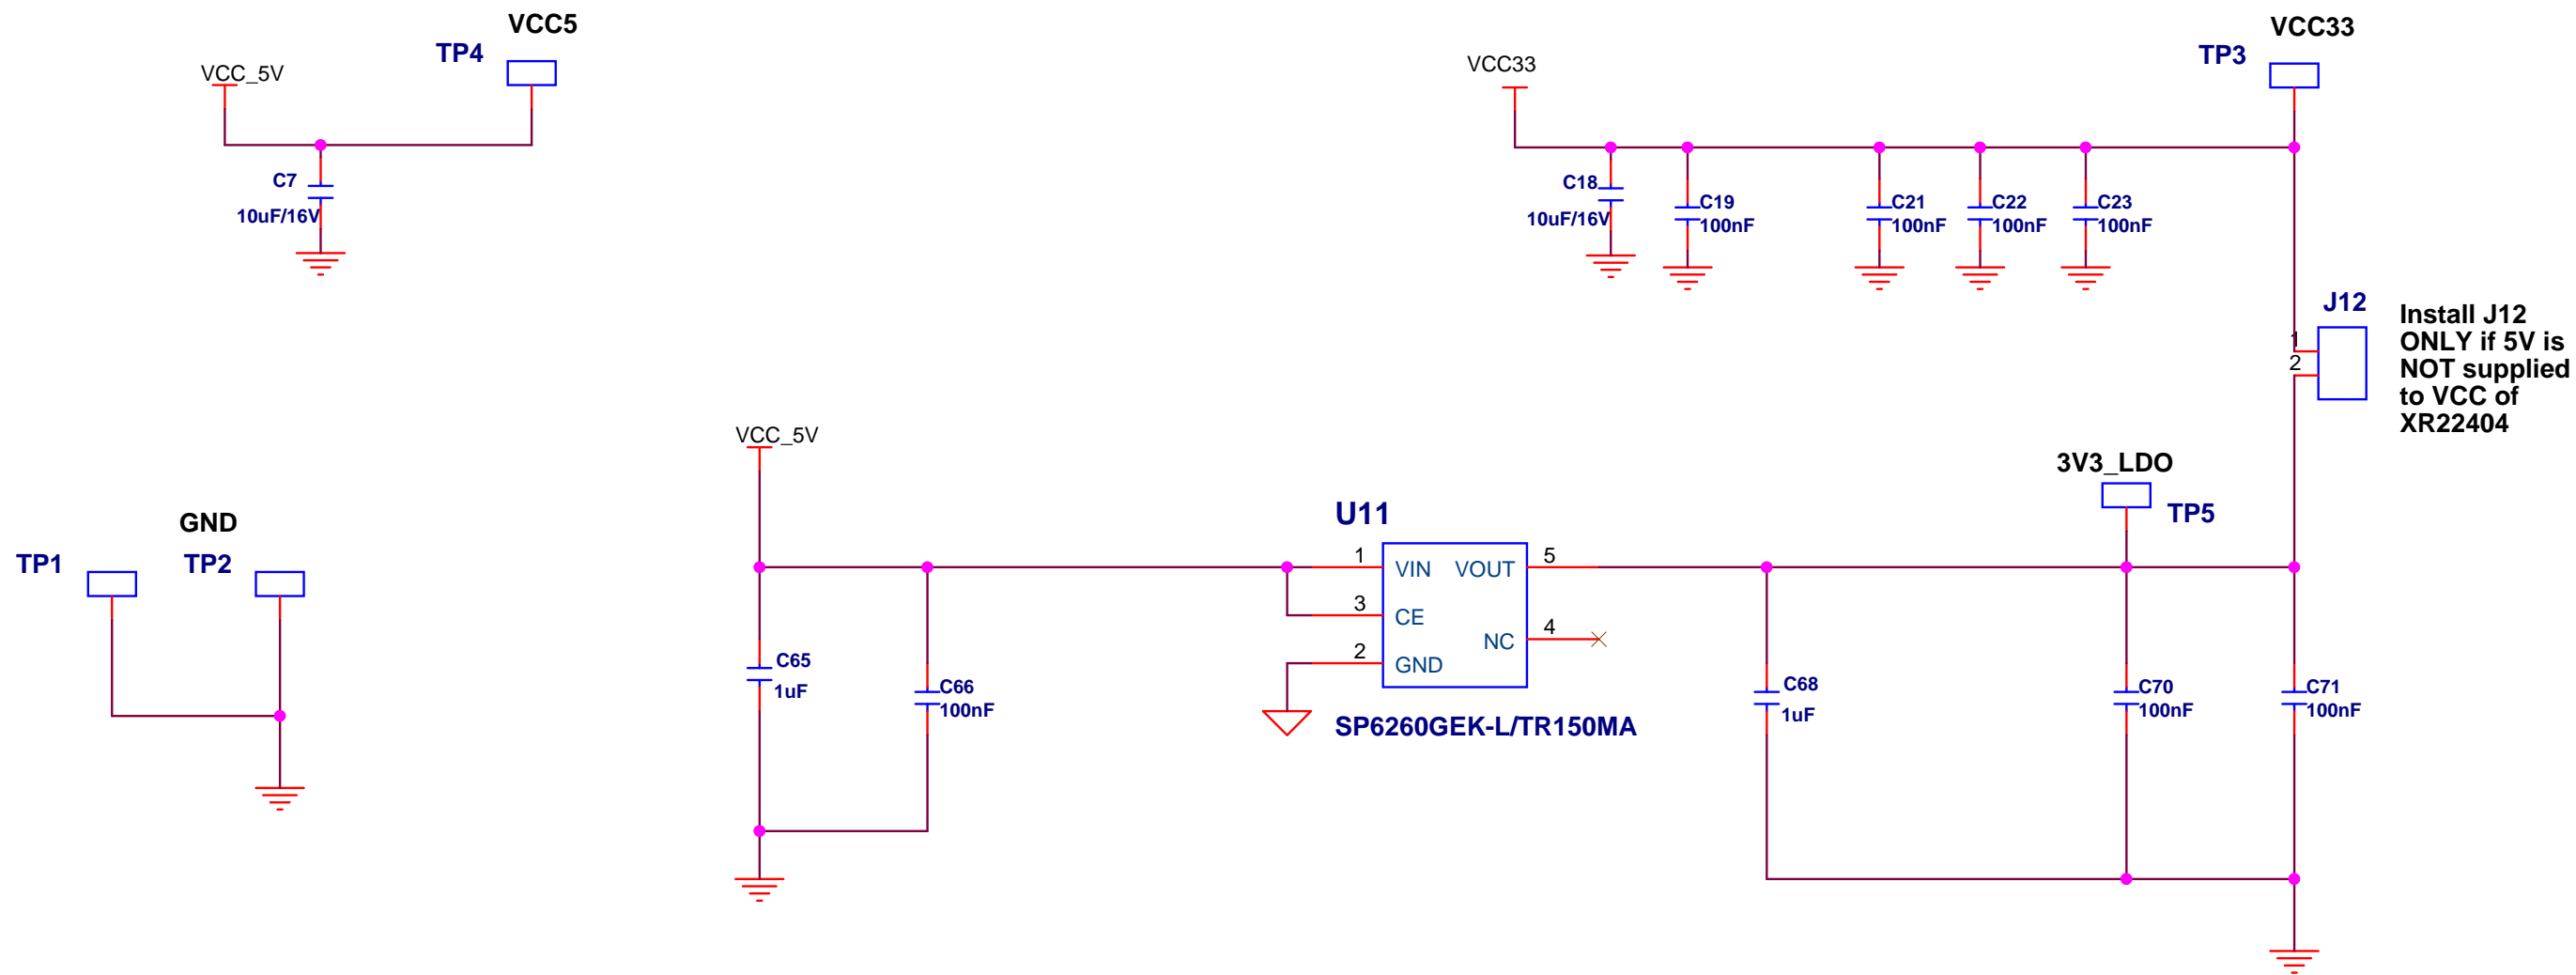 VCC5
TP4
VCC_5V
C7
10uF/16V
VCC33
TP3
VCC33
C18
10uF/16V
C19
100nF
C21
100nF
C22
100nF
C23
100nF
J12
1
2
Install J12
ONLY if 5V is
NOT supplied
to VCC of
XR22404
GND
TP1
TP2
VCC_5V
C65
1uF
C66
100nF
U11
1
VIN
VOUT
5
3
CE
4
NC
2
GND
SP6260GEK-L/TR150MA
3V3_LDO
TP5
C68
1uF
C70
100nF
C71
100nF